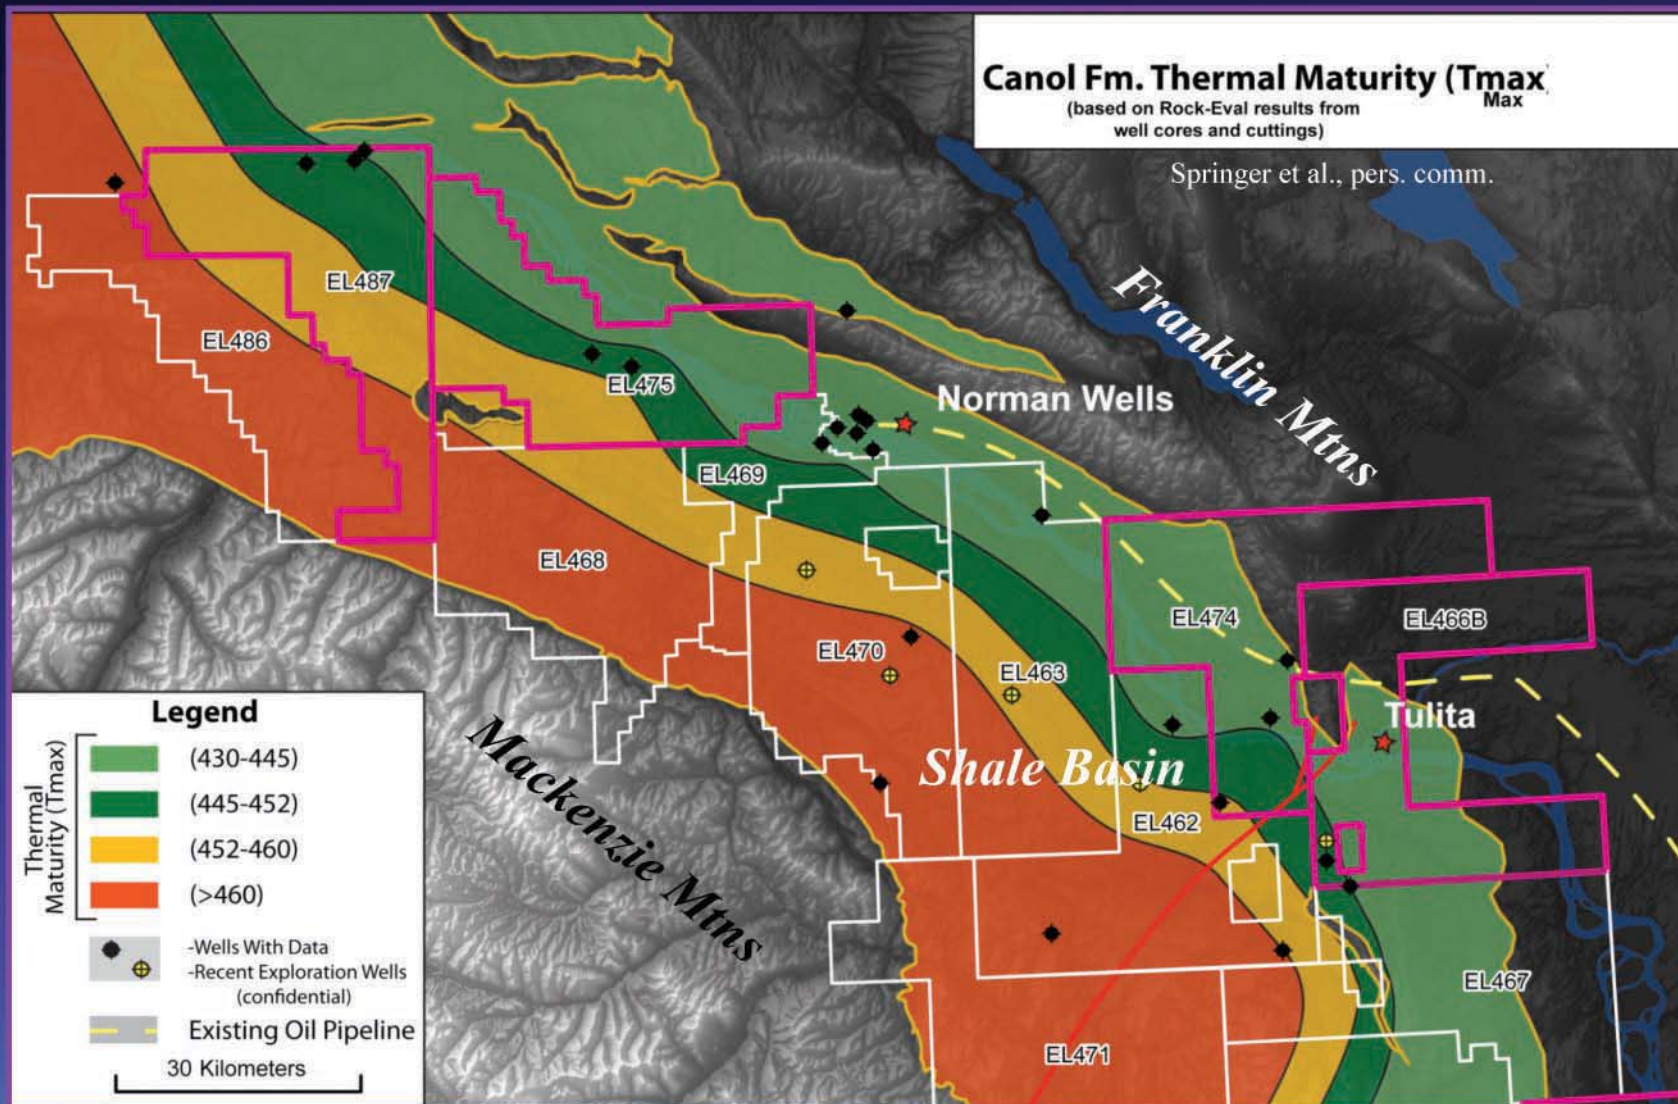 Canol Fm. Thermal Maturity (Tmax)
Max
(based on Rock-Eval results from
well cores and cuttings)
Springer et al., pers. comm.
Franklin Mtns
EL487
EL486
EL475
Norman Wells
EL469
EL468
EL474
EL466B
EL470
EL463
Tulita
Mackenzie Mtns
Shale Basin
EL462
EL467
EL471
Legend
Thermal
Maturity (Tmax)
(430-445)
(445-452)
(452-460)
(>460)
-Wells With Data
-Recent Exploration Wells
(confidential)
Existing Oil Pipeline
30 Kilometers